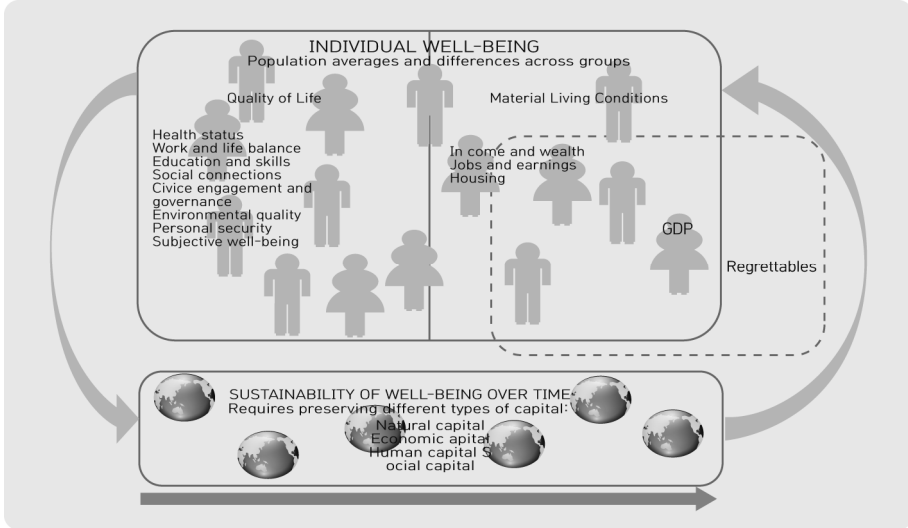 INDIVIDUAL WELL-BEING
Population averages and differences across groups
Quality of Life
Material Living Conditions
Health status
Work and life balance
Education and skills
Social connections
Civice engagement and
governance
Environmental quality
Personal security
Subjective well-being
In come and wealth
Jobs and earnings
Housing
GDP
Regrettables
SUSTAINABILITY OF WELL-BEING OVER TIME
Requires preserving different types of capital:
Natural capital
Economic apital
Human capital S
ocial capital